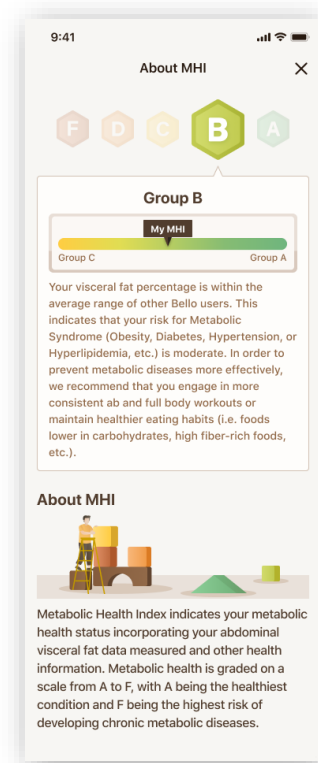 9:41
About MHI
F D C B A
Group B
My MHI
Group C Group A
Your visceral fat percentage is within the
average range of other Bello users. This
indicates that your risk for Metabolic
Syndrome (Obesity, Diabetes, Hypertension, or
Hyperlipidemia, etc.) is moderate. In order to
prevent metabolic diseases more effectively,
we recommend that you engage in more
consistent ab and full body workouts or
maintain healthier eating habits (i.e. foods
lower in carbohydrates, high fiber-rich foods,
etc.).
About MHI
Metabolic Health Index indicates your metabolic
health status incorporating your abdominal
visceral fat data measured and other health
information. Metabolic health is graded on a
scale from A to F, with A being the healthiest
condition and F being the highest risk of
developing chronic metabolic diseases.